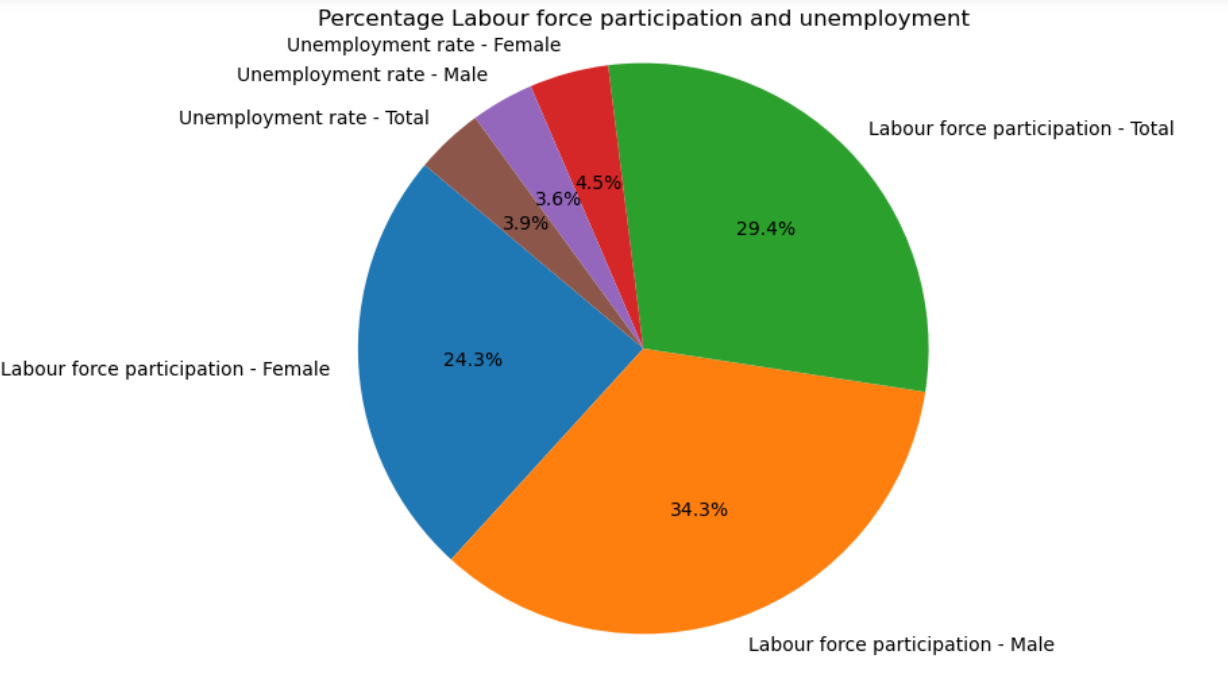 Percentage Labour force participation and unemployment
Unemployment rate - Female
Unemployment rate - Male
Unemployment rate - Total
Labour force participation - Total
4.5%
3.6%
3.9%
29.4%
24.3%
Labour force participation - Female
34.3%
Labour force participation - Male